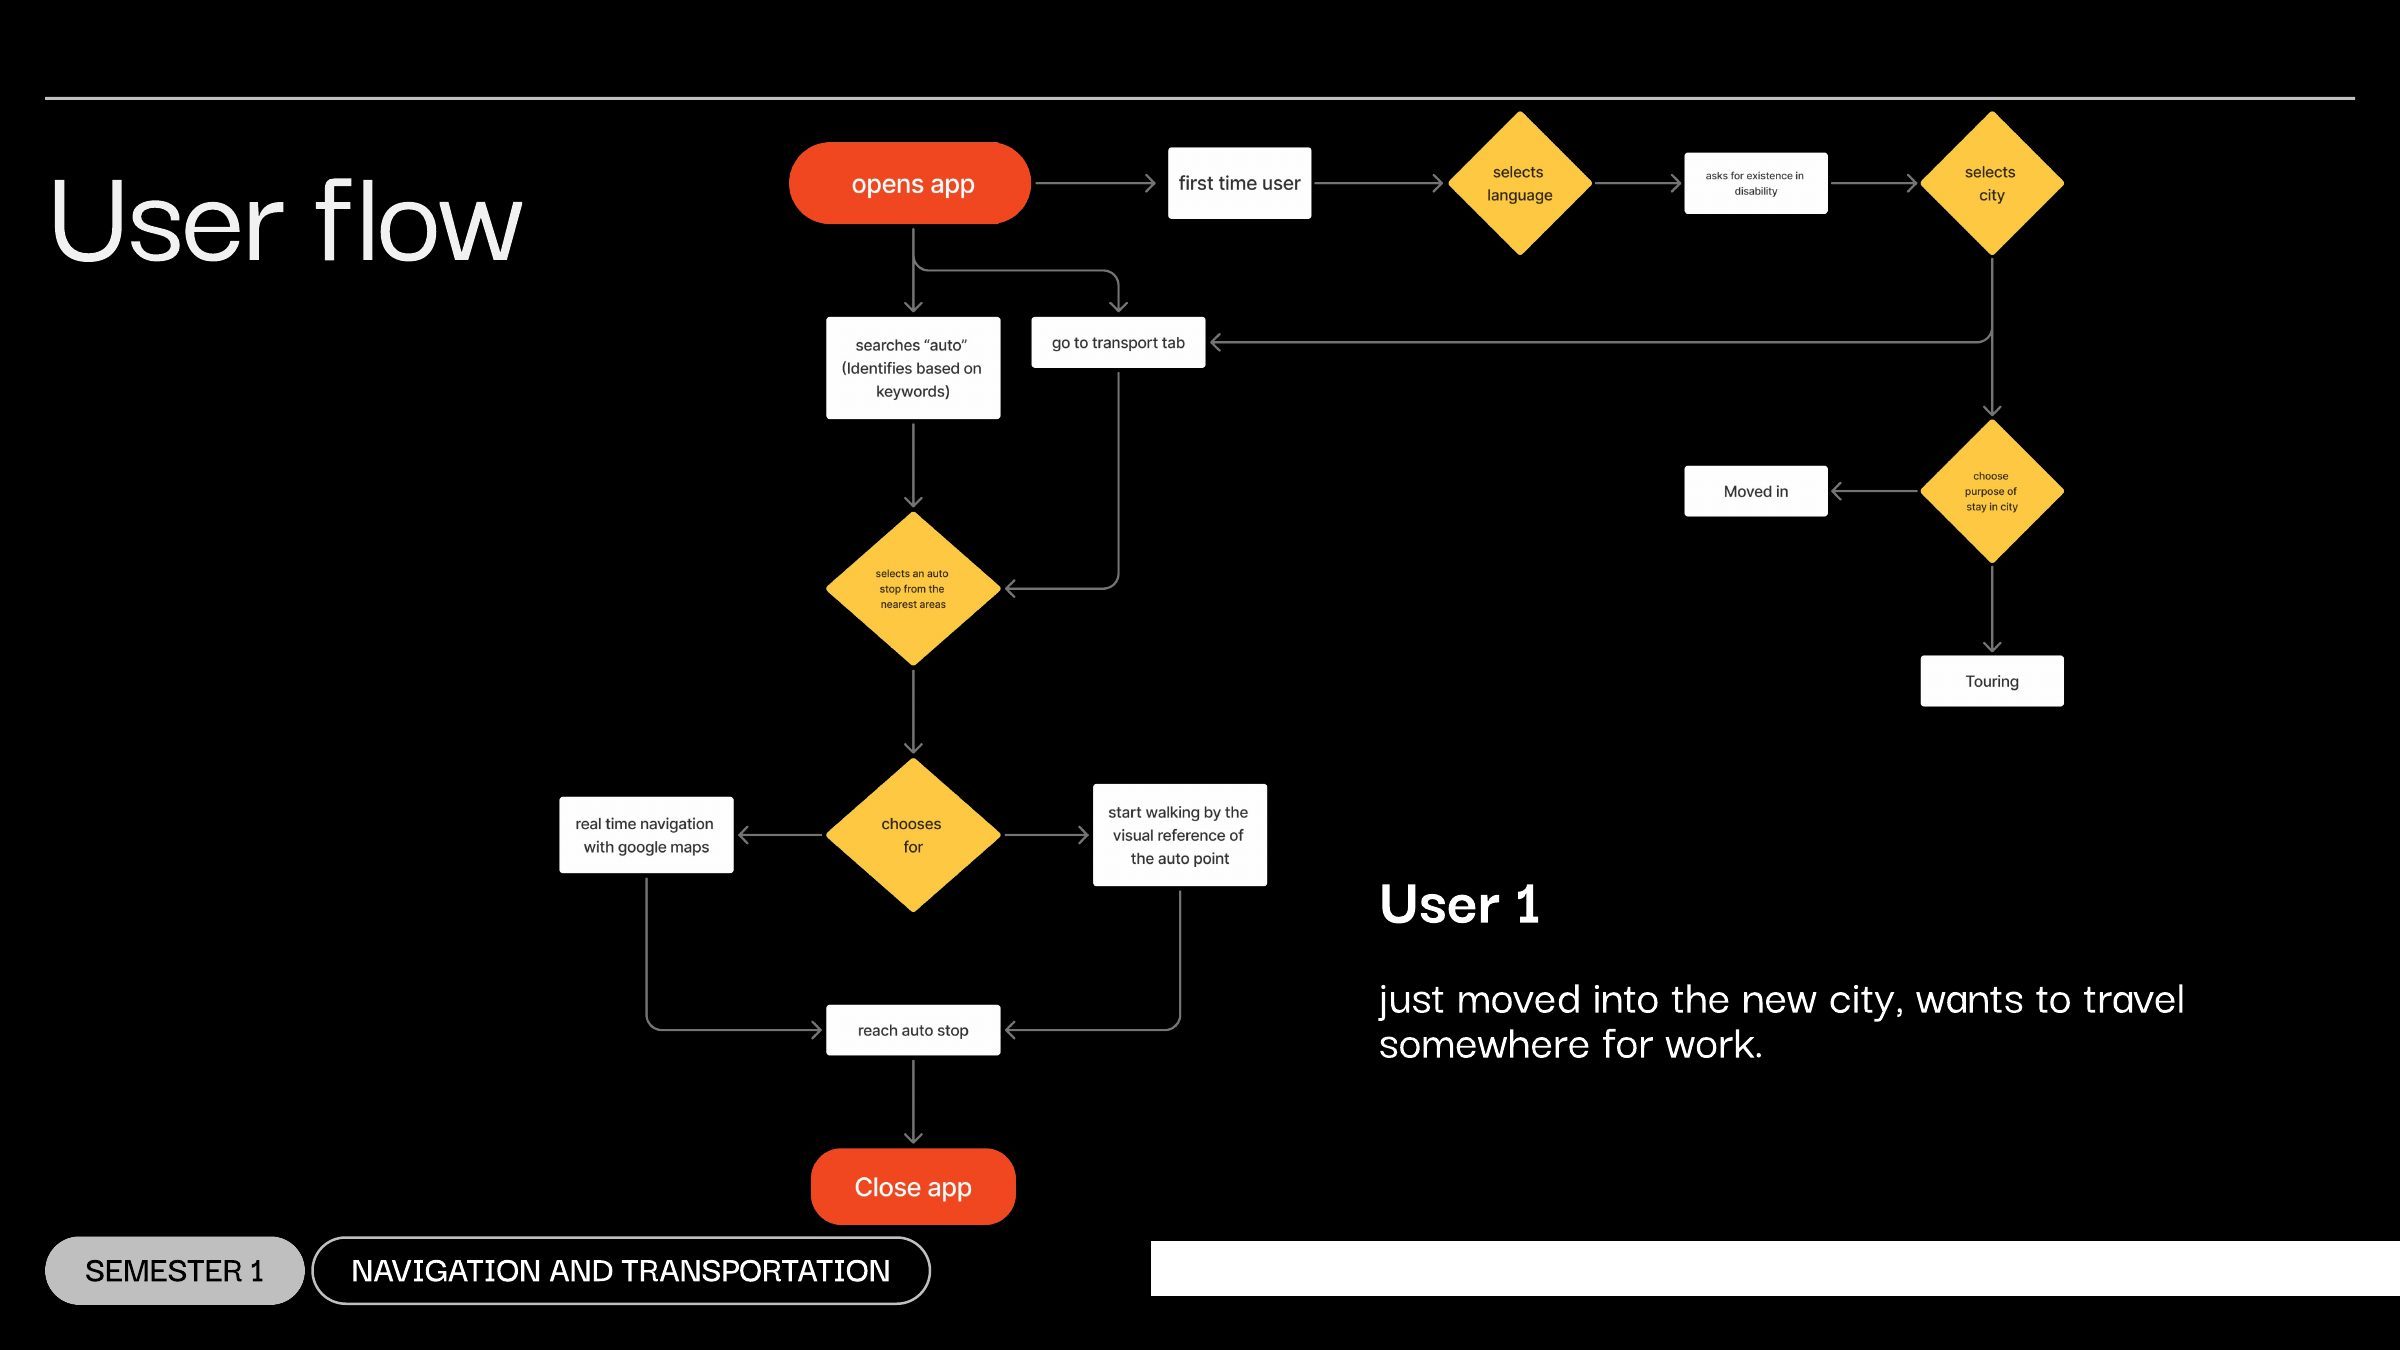 User flow
opens app
first time user
selects
language
asks for existence in
disability
selects
city
searches “auto”
(Identifies based on
keywords)
go to transport tab
Moved in
choose
purpose of
stay in city
selects an auto
stop from the
nearest areas
Touring
real time navigation
with google maps
chooses
for
start walking by the
visual reference of
the auto point
User 1
just moved into the new city, wants to travel
somewhere for work.
reach auto stop
Close app
SEMESTER 1
NAVIGATION AND TRANSPORTATION